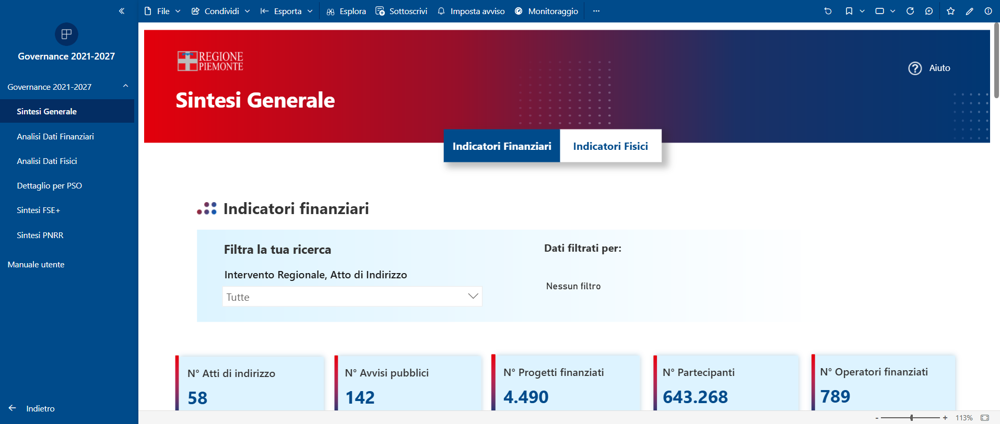 File
Condividi
Esporta
Esplora
Sottoscrivi
Imposta avviso
Monitoraggio
Governance 2021-2027
Governance 2021-2027
Sintesi Generale
Analisi Dati Finanziari
Analisi Dati Fisici
Dettaglio per PSO
Sintesi FSE+
Sintesi PNRR
Manuale utente
Indietro
REGIONE
PIEMONTE
Aiuto
Sintesi Generale
Indicatori Finanziari
Indicatori Fisici
Indicatori finanziari
Filtra la tua ricerca
Intervento Regionale, Atto di Indirizzo
Tutte
Dati filtrati per:
Nessun filtro
N° Atti di indirizzo
58
N° Avvisi pubblici
142
N° Progetti finanziati
4.490
N° Partecipanti
643.268
N° Operatori finanziati
789
- + 113%